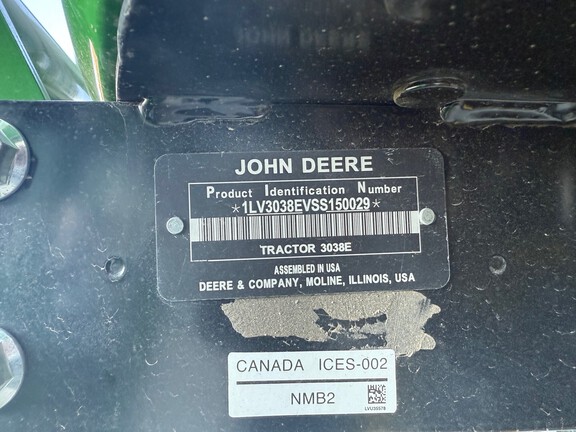 JOHN DEERE
Product Identification Number
*1LV3038EVSS150029*
TRACTOR 3038E
ASSEMBLED IN USA
DEERE & COMPANY, MOLINE, ILLINOIS, USA
CANADA ICES-002
NMB2